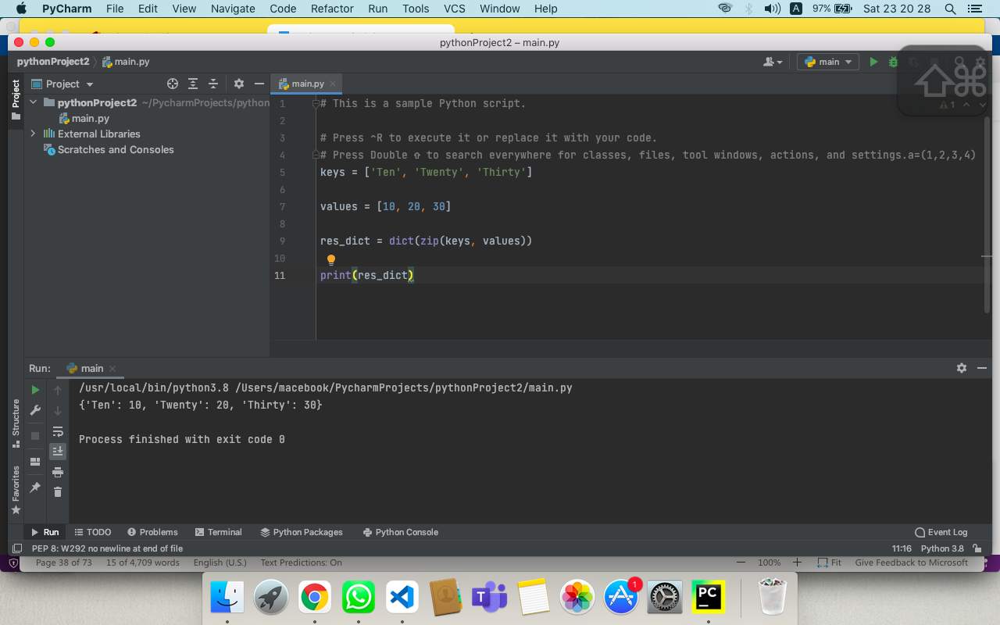 PyCharm File Edit View Navigate Code Refactor Run Tools VCS Window Help 97% Sat 23 20 28
pythonProject2 – main.py
pythonProject2 main.py main
Project main.py
1
pythonProject2 ~/PycharmProjects/python
main.py
External Libraries
Scratches and Consoles
Project
1 # This is a sample Python script.
2
3 # Press ^R to execute it or replace it with your code.
4 # Press Double ⇧ to search everywhere for classes, files, tool windows, actions, and settings.a=(1,2,3,4)
5 keys = ['Ten', 'Twenty', 'Thirty']
6
7 values = [10, 20, 30]
8
9 res_dict = dict(zip(keys, values))
10
11 print(res_dict)
Run: main
/usr/local/bin/python3.8 /Users/macebook/PycharmProjects/pythonProject2/main.py
{'Ten': 10, 'Twenty': 20, 'Thirty': 30}
Process finished with exit code 0
Structure
Favorites
Run TODO Problems Terminal Python Packages Python Console Event Log
PEP 8: W292 no newline at end of file 11:16 Python 3.8
Page 38 of 73 15 of 4,709 words English (U.S.) Text Predictions: On 100% Fit Give Feedback to Microsoft
1
PC